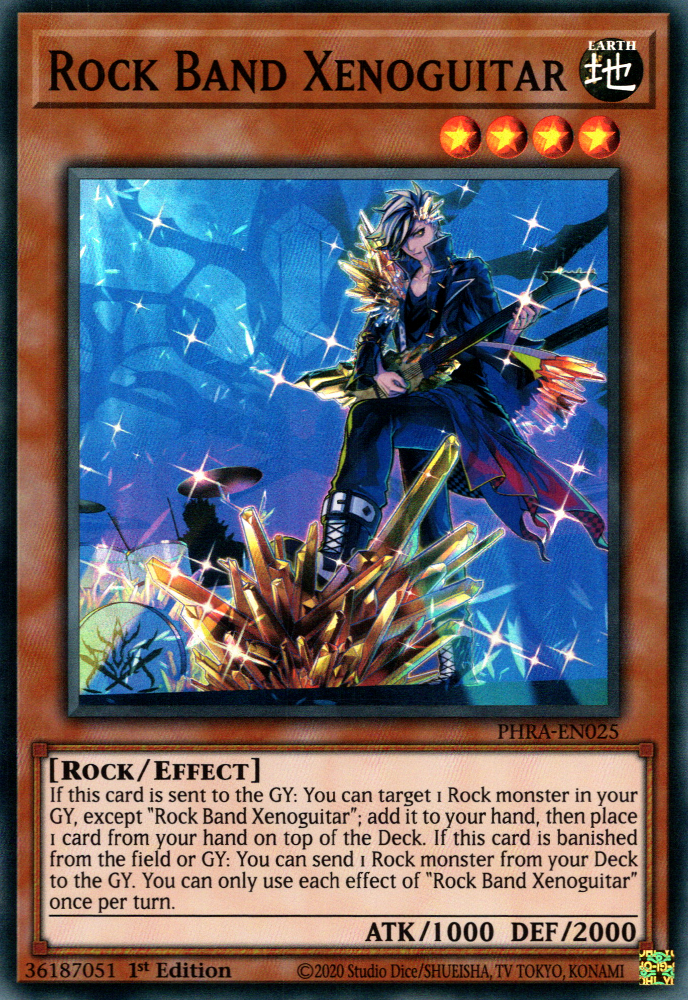 Rock Band Xenoguitar
EARTH
地
PHRA-EN025
[Rock/Effect]
If this card is sent to the GY: You can target 1 Rock monster in your
GY, except "Rock Band Xenoguitar"; add it to your hand, then place
1 card from your hand on top of the Deck. If this card is banished
from the field or GY: You can send 1 Rock monster from your Deck
to the GY. You can only use each effect of "Rock Band Xenoguitar"
once per turn.
ATK/1000 DEF/2000
36187051 1st Edition ©2020 Studio Dice/SHUEISHA, TV TOKYO, KONAMI